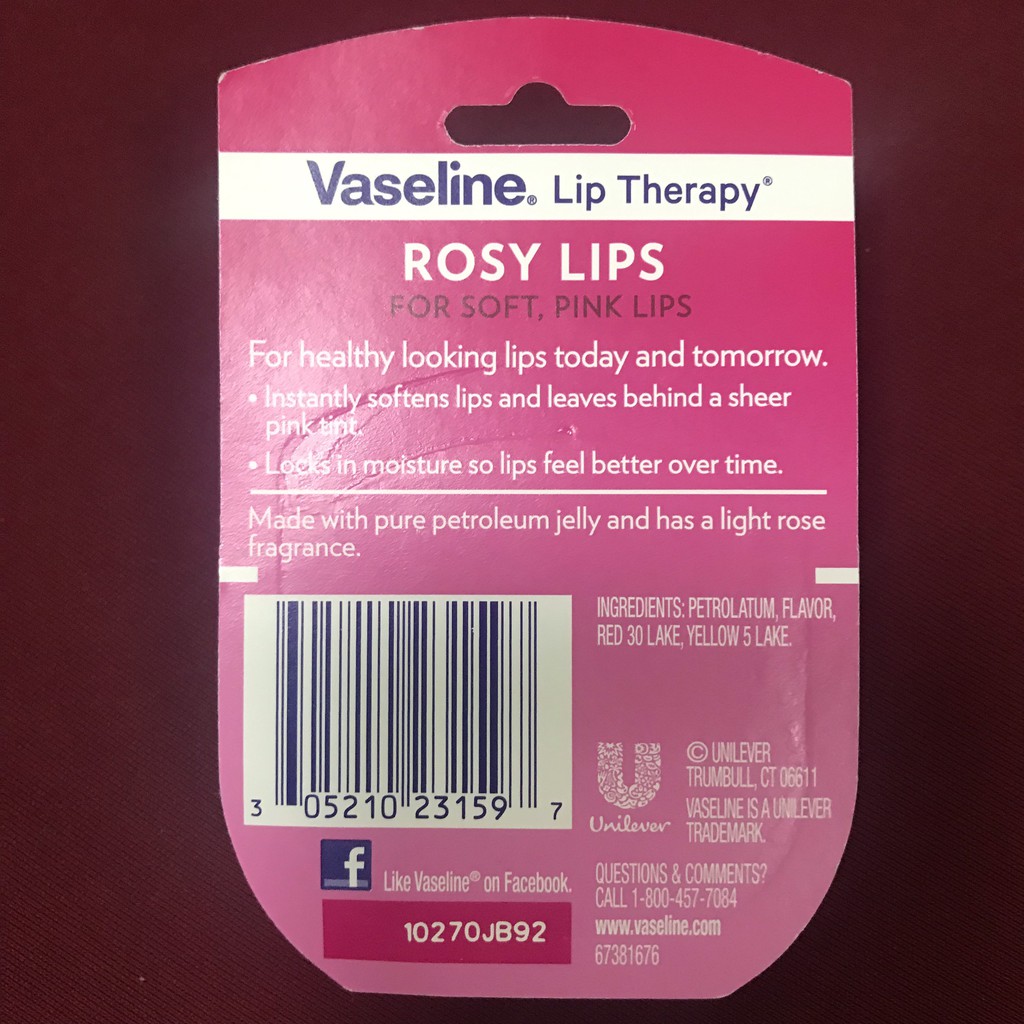 Vaseline® Lip Therapy®
ROSY LIPS
FOR SOFT, PINK LIPS
For healthy looking lips today and tomorrow.
• Instantly softens lips and leaves behind a sheer
pink tint.
• Locks in moisture so lips feel better over time.
Made with pure petroleum jelly and has a light rose
fragrance.
INGREDIENTS: PETROLATUM, FLAVOR,
RED 30 LAKE, YELLOW 5 LAKE.
3 05210 23159 7
Unilever
© UNILEVER
TRUMBULL, CT 06611
VASELINE IS A UNILEVER
TRADEMARK.
f Like Vaseline® on Facebook.
10270JB92
QUESTIONS & COMMENTS?
CALL 1-800-457-7084
www.vaseline.com
67381676